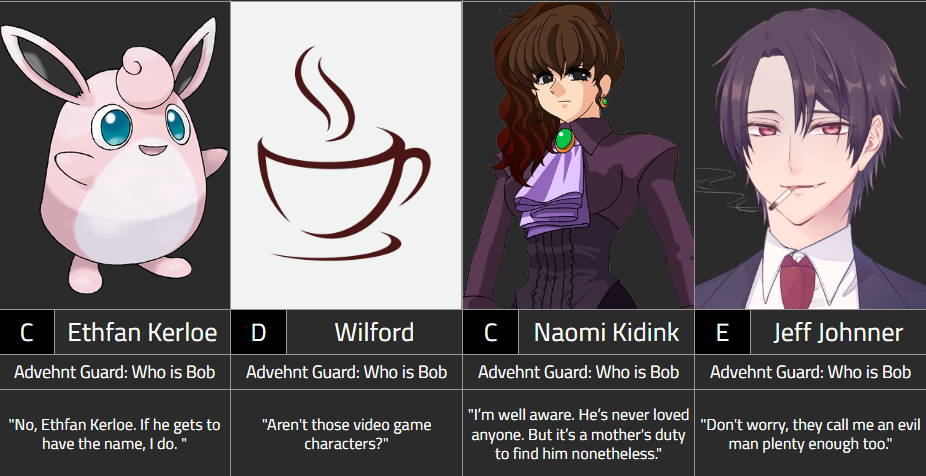 C Ethfan Kerloe
D Wilford
C Naomi Kidink
E Jeff Johnner
Advehnt Guard: Who is Bob
Advehnt Guard: Who is Bob
Advehnt Guard: Who is Bob
Advehnt Guard: Who is Bob
"No, Ethfan Kerloe. If he gets to
have the name, I do. "
"Aren't those video game
characters?"
"I’m well aware. He’s never loved
anyone. But it’s a mother's duty
to find him nonetheless."
"Don't worry, they call me an evil
man plenty enough too."